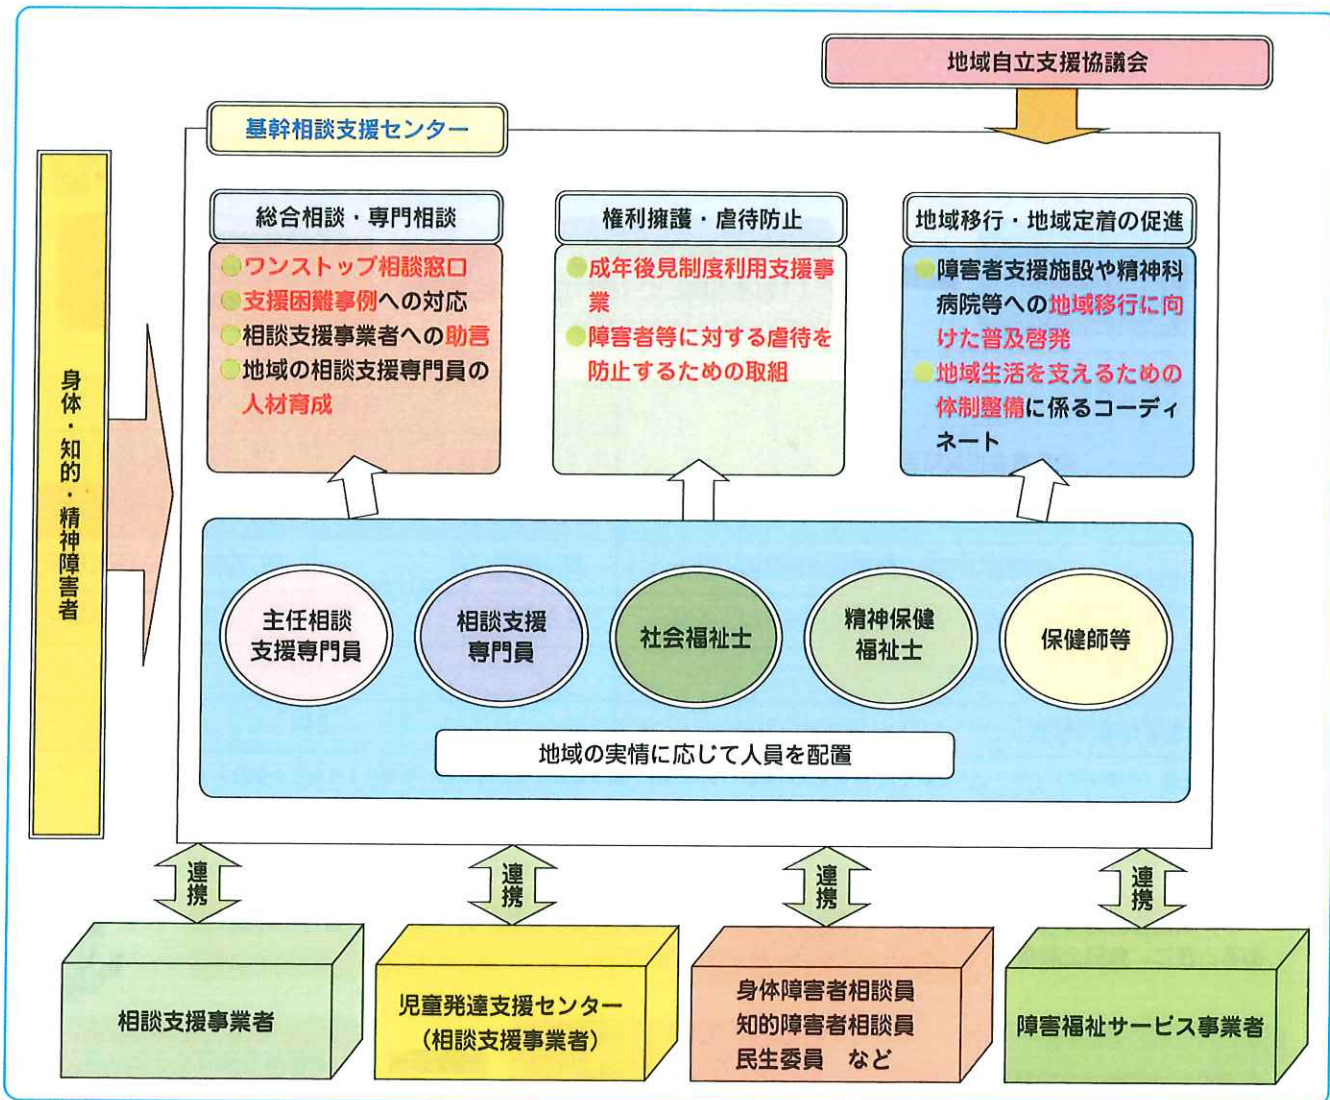 地域自立支援協議会
基幹相談支援センター
身体・知的・精神障害者
総合相談・専門相談
ワンストップ相談窓口
支援困難事例への対応
相談支援事業者への助言
地域の相談支援専門員の
人材育成
権利擁護・虐待防止
成年後見制度利用支援事
業
障害者等に対する虐待を
防止するための取組
地域移行・地域定着の促進
障害者支援施設や精神科
病院等への地域移行に向
けた普及啓発
地域生活を支えるための
体制整備に係るコーディ
ネート
主任相談
支援専門員
相談支援
専門員
社会福祉士
精神保健
福祉士
保健師等
地域の実情に応じて人員を配置
連携
連携
連携
連携
相談支援事業者
児童発達支援センター
（相談支援事業者）
身体障害者相談員
知的障害者相談員
民生委員　など
障害福祉サービス事業者